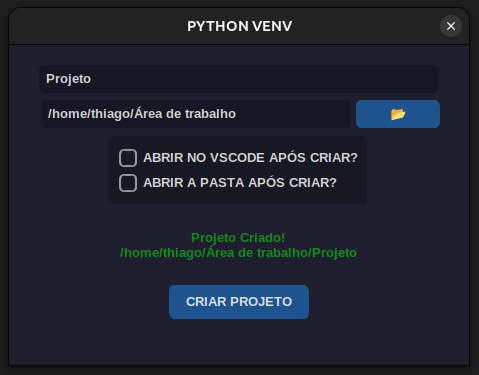 PYTHON VENV
Projeto
/home/thiago/Área de trabalho
ABRIR NO VSCODE APÓS CRIAR?
ABRIR A PASTA APÓS CRIAR?
Projeto Criado!
/home/thiago/Área de trabalho/Projeto
CRIAR PROJETO